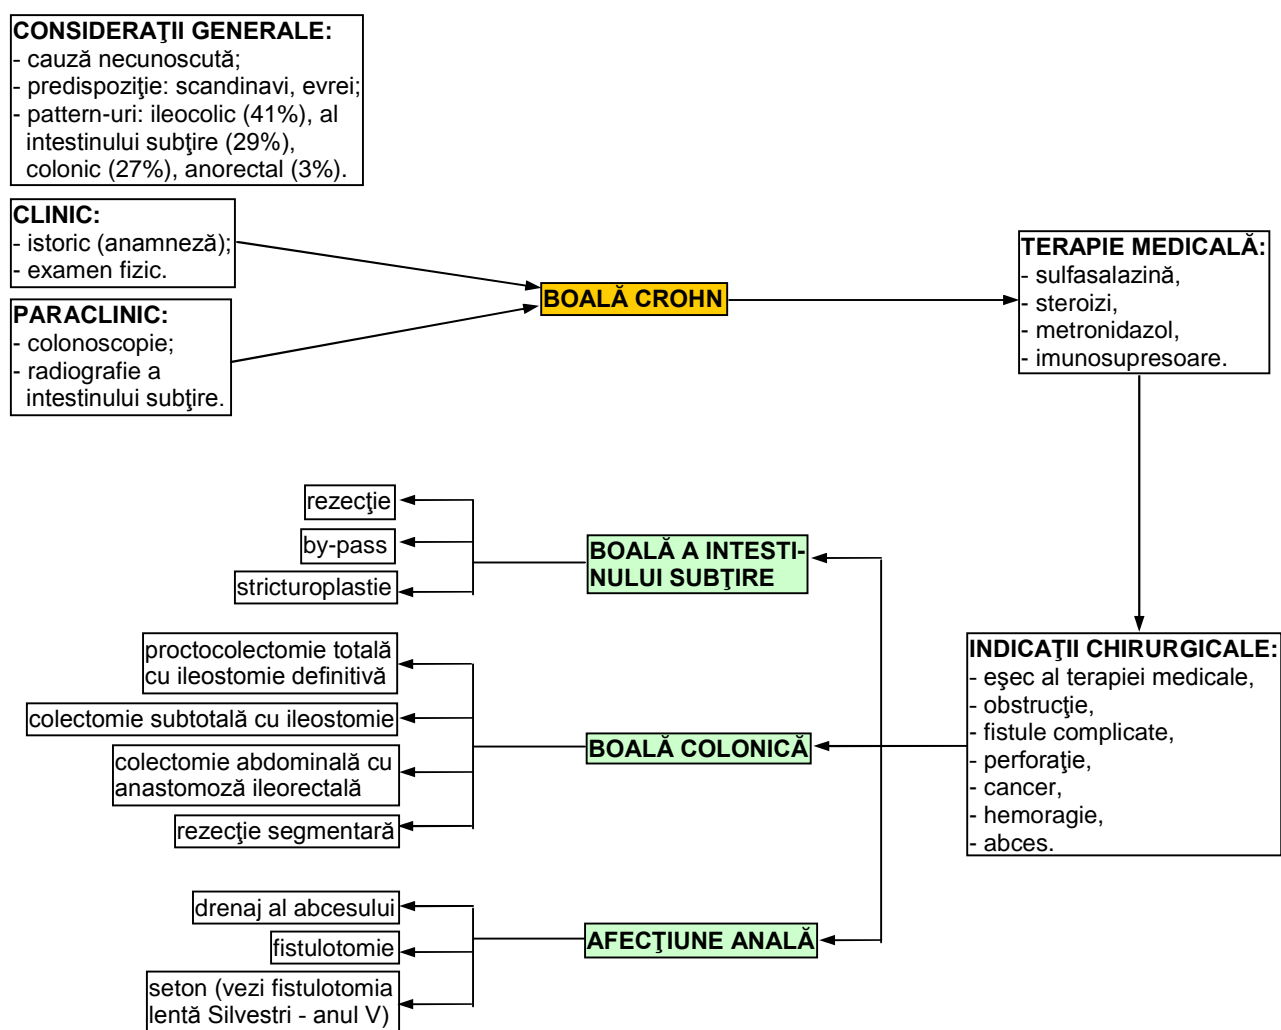 CONSIDERAŢII GENERALE:
- cauză necunoscută;
- predispoziţie: scandinavi, evrei;
- pattern-uri: ileocolic (41%), al
intestinului subţire (29%),
colonic (27%), anorectal (3%).
CLINIC:
- istoric (anamneză);
- examen fizic.
PARACLINIC:
- colonoscopie;
- radiografie a
intestinului subţire.
BOALĂ CROHN
TERAPIE MEDICALĂ:
- sulfasalazină,
- steroizi,
- metronidazol,
- imunosupresoare.
INDICAŢII CHIRURGICALE:
- eşec al terapiei medicale,
- obstrucţie,
- fistule complicate,
- perforaţie,
- cancer,
- hemoragie,
- abces.
BOALĂ A INTESTI-
NULUI SUBŢIRE
rezecţie
by-pass
stricturoplastie
BOALĂ COLONICĂ
proctocolectomie totală
cu ileostomie definitivă
colectomie subtotală cu ileostomie
colectomie abdominală cu
anastomoză ileorectală
rezecţie segmentară
AFECŢIUNE ANALĂ
drenaj al abcesului
fistulotomie
seton (vezi fistulotomia
lentă Silvestri - anul V)